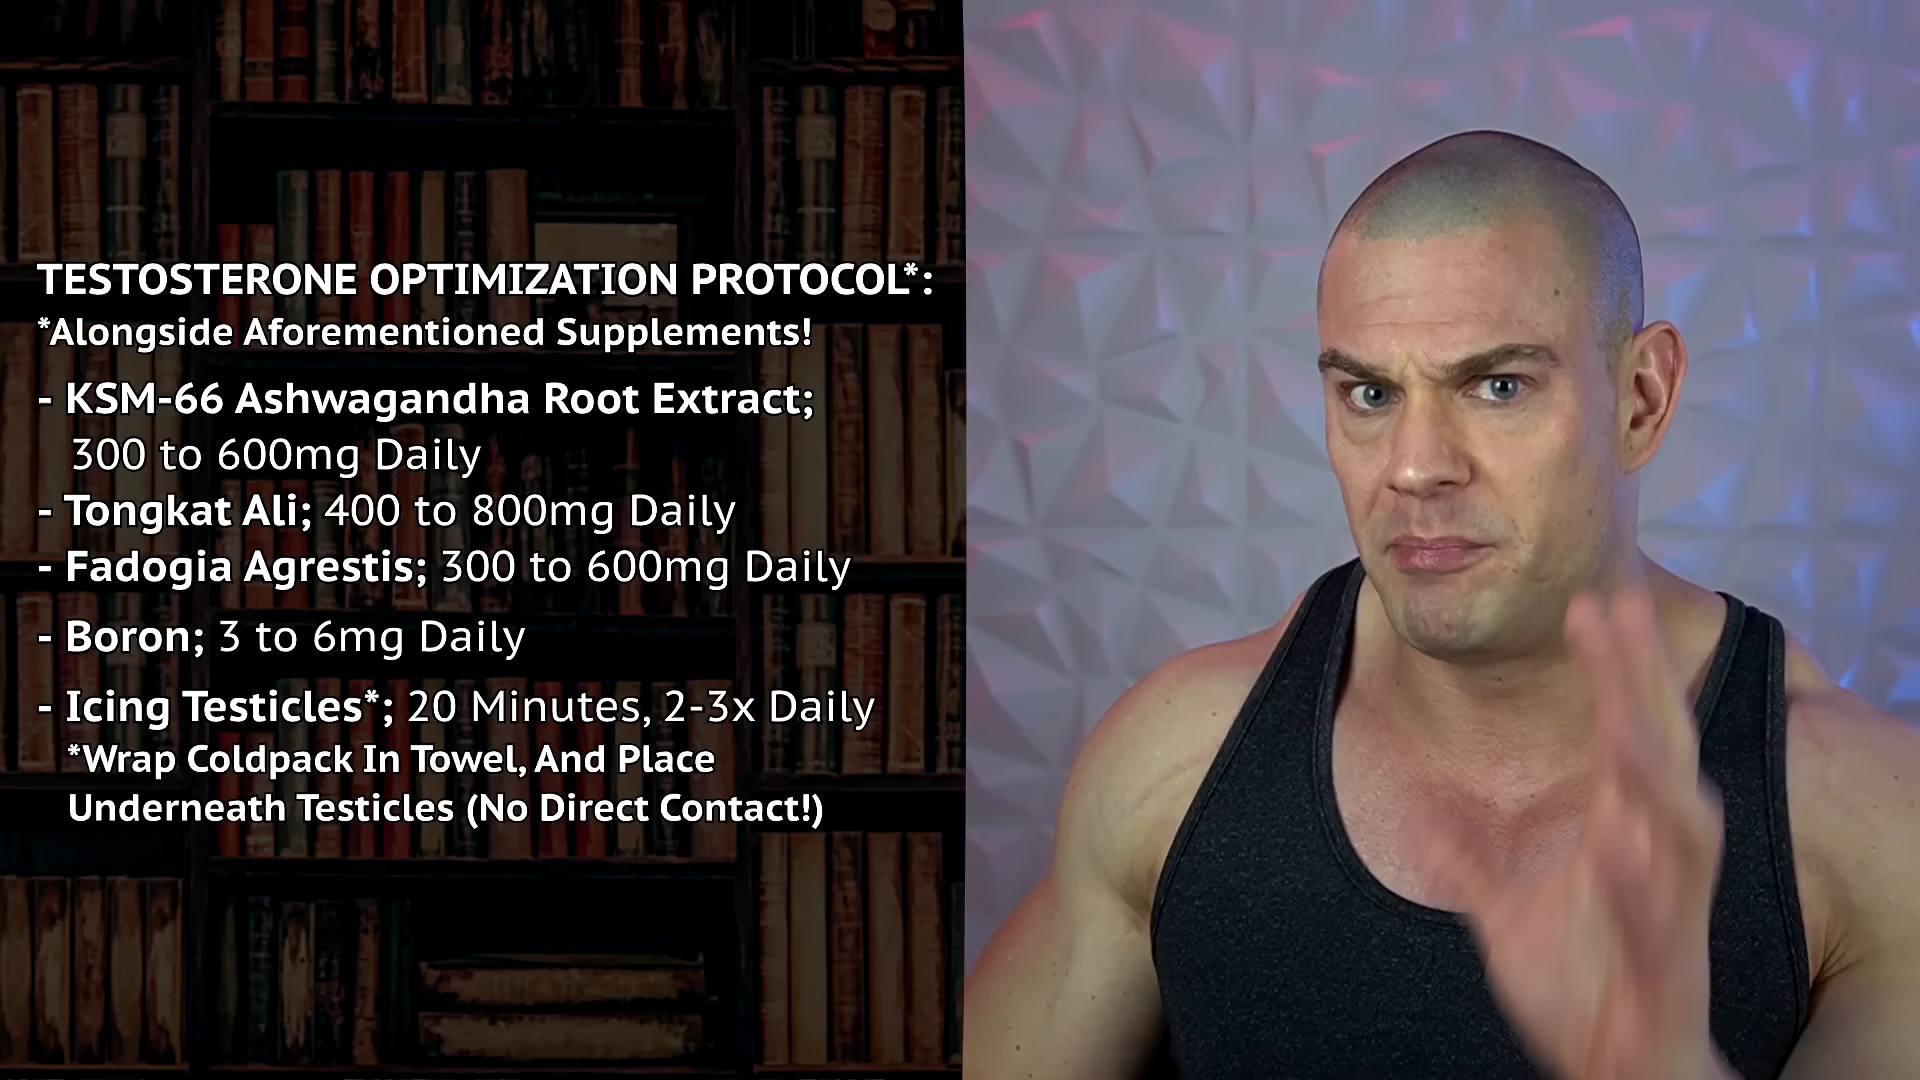 TESTOSTERONE OPTIMIZATION PROTOCOL*:
*Alongside Aforementioned Supplements!
- KSM-66 Ashwagandha Root Extract;
300 to 600mg Daily
- Tongkat Ali; 400 to 800mg Daily
- Fadogia Agrestis; 300 to 600mg Daily
- Boron; 3 to 6mg Daily
- Icing Testicles*; 20 Minutes, 2-3x Daily
*Wrap Coldpack In Towel, And Place
Underneath Testicles (No Direct Contact!)